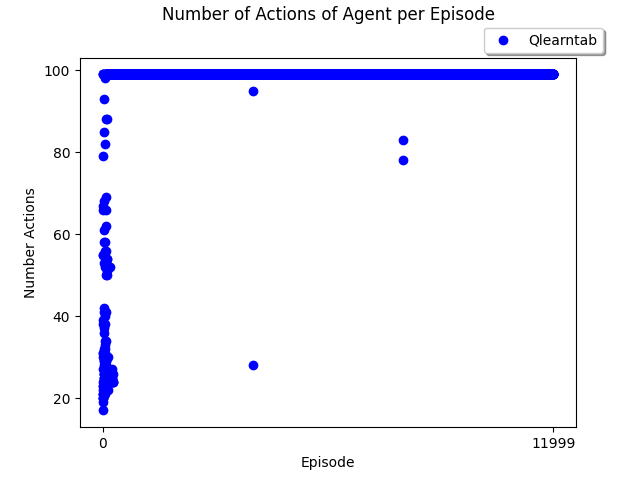 Number of Actions of Agent per Episode
Qlearntab
100
80
60
40
20
Number Actions
0
11999
Episode